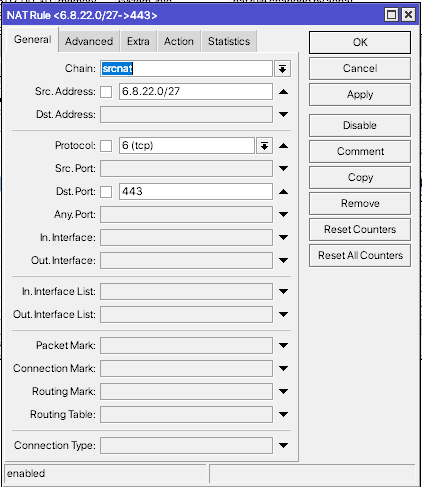 NAT Rule <6.8.22.0/27->443>
General
Advanced
Extra
Action
Statistics
Chain: srcnat
Src. Address: 6.8.22.0/27
Dst. Address:
Protocol: 6 (tcp)
Src. Port:
Dst. Port: 443
Any. Port:
In. Interface:
Out. Interface:
In. Interface List:
Out. Interface List:
Packet Mark:
Connection Mark:
Routing Mark:
Routing Table:
Connection Type:
OK
Cancel
Apply
Disable
Comment
Copy
Remove
Reset Counters
Reset All Counters
enabled